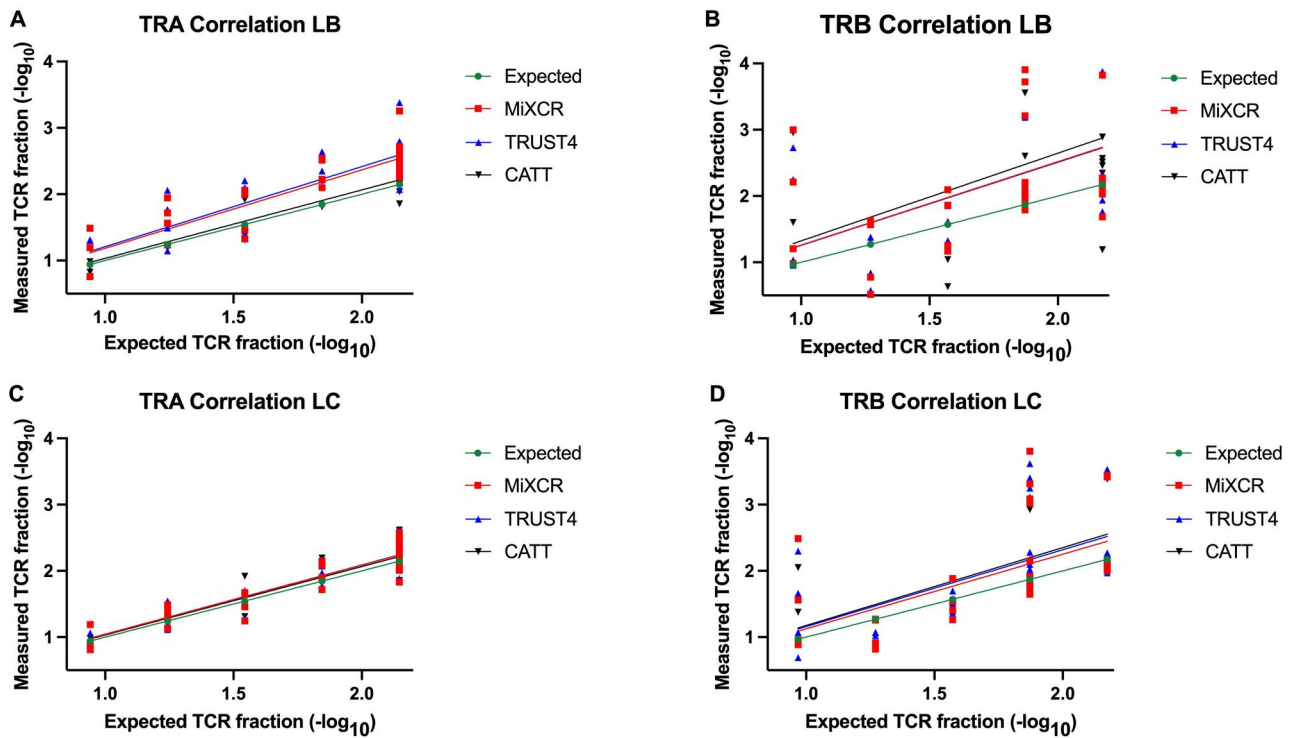 A
TRA Correlation LB
Measured TCR fraction (-log10)
4
3
2
1
1.0 1.5 2.0
Expected TCR fraction (-log10)
Expected
MiXCR
TRUST4
CATT
B
TRB Correlation LB
Measured TCR fraction (-log10)
4
3
2
1
1.0 1.5 2.0
Expected TCR fraction (-log10)
Expected
MiXCR
TRUST4
CATT
C
TRA Correlation LC
Measured TCR fraction (-log10)
4
3
2
1
1.0 1.5 2.0
Expected TCR fraction (-log10)
Expected
MiXCR
TRUST4
CATT
D
TRB Correlation LC
Measured TCR fraction (-log10)
4
3
2
1
1.0 1.5 2.0
Expected TCR fraction (-log10)
Expected
MiXCR
TRUST4
CATT